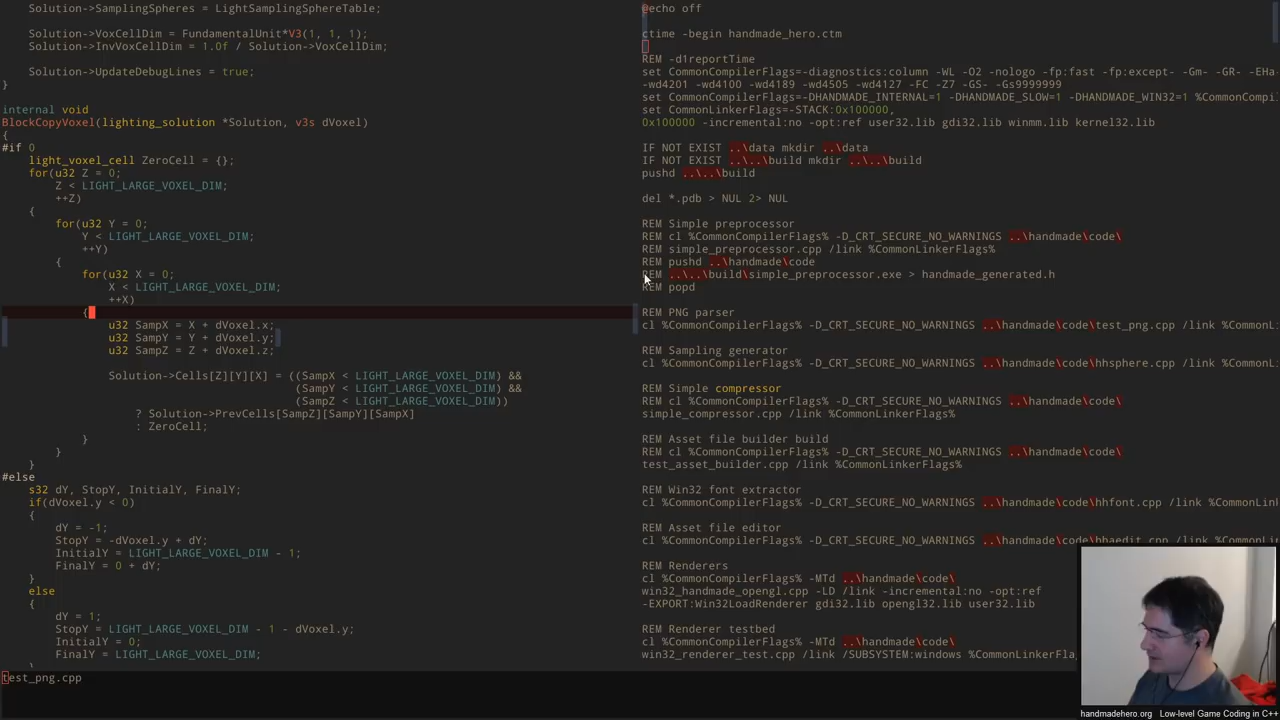 Solution->SamplingSpheres = LightSamplingSphereTable;
Solution->VoxCellDim = FundamentalUnit*V3(1, 1, 1);
Solution->InvVoxCellDim = 1.0f / Solution->VoxCellDim;
Solution->UpdateDebugLines = true;
}
internal void
BlockCopyVoxel(lighting_solution *Solution, v3s dVoxel)
{
#if 0
light_voxel_cell ZeroCell = {};
for(u32 Z = 0;
Z < LIGHT_LARGE_VOXEL_DIM;
++Z)
{
for(u32 Y = 0;
Y < LIGHT_LARGE_VOXEL_DIM;
++Y)
{
for(u32 X = 0;
X < LIGHT_LARGE_VOXEL_DIM;
++X)
{
u32 SampX = X + dVoxel.x;
u32 SampY = Y + dVoxel.y;
u32 SampZ = Z + dVoxel.z;
Solution->Cells[Z][Y][X] = ((SampX < LIGHT_LARGE_VOXEL_DIM) &&
(SampY < LIGHT_LARGE_VOXEL_DIM) &&
(SampZ < LIGHT_LARGE_VOXEL_DIM))
? Solution->PrevCells[SampZ][SampY][SampX]
: ZeroCell;
}
}
}
#else
s32 dY, StopY, InitialY, FinalY;
if(dVoxel.y < 0)
{
dY = -1;
StopY = -dVoxel.y + dY;
InitialY = LIGHT_LARGE_VOXEL_DIM - 1;
FinalY = 0 + dY;
}
else
{
dY = 1;
StopY = LIGHT_LARGE_VOXEL_DIM - 1 - dVoxel.y;
InitialY = 0;
FinalY = LIGHT_LARGE_VOXEL_DIM;
}
@echo off
ctime -begin handmade_hero.ctm
REM -d1reportTime
set CommonCompilerFlags=-diagnostics:column -WL -O2 -nologo -fp:fast -fp:except- -Gm- -GR- -EHa-
-wd4201 -wd4100 -wd4189 -wd4505 -wd4127 -FC -Z7 -GS- -Gs9999999
set CommonCompilerFlags=-DHANDMADE_INTERNAL=1 -DHANDMADE_SLOW=1 -DHANDMADE_WIN32=1 %CommonCompi
set CommonLinkerFlags=-STACK:0x100000,
0x100000 -incremental:no -opt:ref user32.lib gdi32.lib winmm.lib kernel32.lib
IF NOT EXIST ..\data mkdir ..\data
IF NOT EXIST ..\..\build mkdir ..\..\build
pushd ..\..\build
del *.pdb > NUL 2> NUL
REM Simple preprocessor
REM cl %CommonCompilerFlags% -D_CRT_SECURE_NO_WARNINGS ..\handmade\code\
REM simple_preprocessor.cpp /link %CommonLinkerFlags%
REM pushd ..\handmade\code
REM ..\..\build\simple_preprocessor.exe > handmade_generated.h
REM popd
REM PNG parser
cl %CommonCompilerFlags% -D_CRT_SECURE_NO_WARNINGS ..\handmade\code\test_png.cpp /link %CommonL
REM Sampling generator
cl %CommonCompilerFlags% -D_CRT_SECURE_NO_WARNINGS ..\handmade\code\hhsphere.cpp /link %CommonL
REM Simple compressor
REM cl %CommonCompilerFlags% -D_CRT_SECURE_NO_WARNINGS ..\handmade\code\
simple_compressor.cpp /link %CommonLinkerFlags%
REM Asset file builder build
cl %CommonCompilerFlags% -D_CRT_SECURE_NO_WARNINGS ..\handmade\code\
test_asset_builder.cpp /link %CommonLinkerFlags%
REM Win32 font extractor
cl %CommonCompilerFlags% -D_CRT_SECURE_NO_WARNINGS ..\handmade\code\hhfont.cpp /link %CommonLin
REM Asset file editor
cl %CommonCompilerFlags% -D_CRT_SECURE_NO_WARNINGS ..\handmade\code\hhaedit.cpp /link %CommonLi
REM Renderers
cl %CommonCompilerFlags% -MTd ..\handmade\code\
win32_handmade_opengl.cpp -LD /link -incremental:no -opt:ref
-EXPORT:Win32LoadRenderer gdi32.lib opengl32.lib user32.lib
REM Renderer testbed
cl %CommonCompilerFlags% -MTd ..\handmade\code\
win32_renderer_test.cpp /link /SUBSYSTEM:windows %CommonLinkerFla
test_png.cpp
handmadehero.org Low-level Game Coding in C++